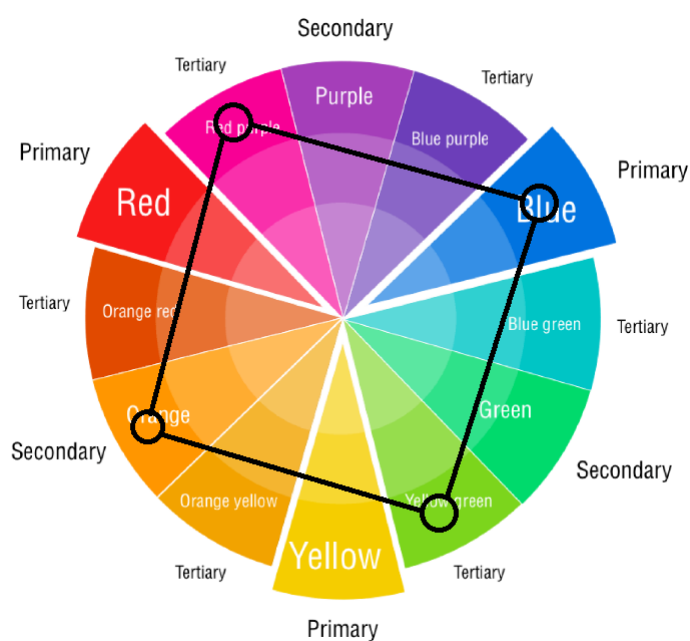 Secondary
Tertiary
Tertiary
Purple
Red purple
Blue purple
Primary
Primary
Red
Blue
Tertiary
Orange red
Blue green
Tertiary
Orange
Green
Secondary
Secondary
Orange yellow
Yellow green
Yellow
Tertiary
Tertiary
Primary